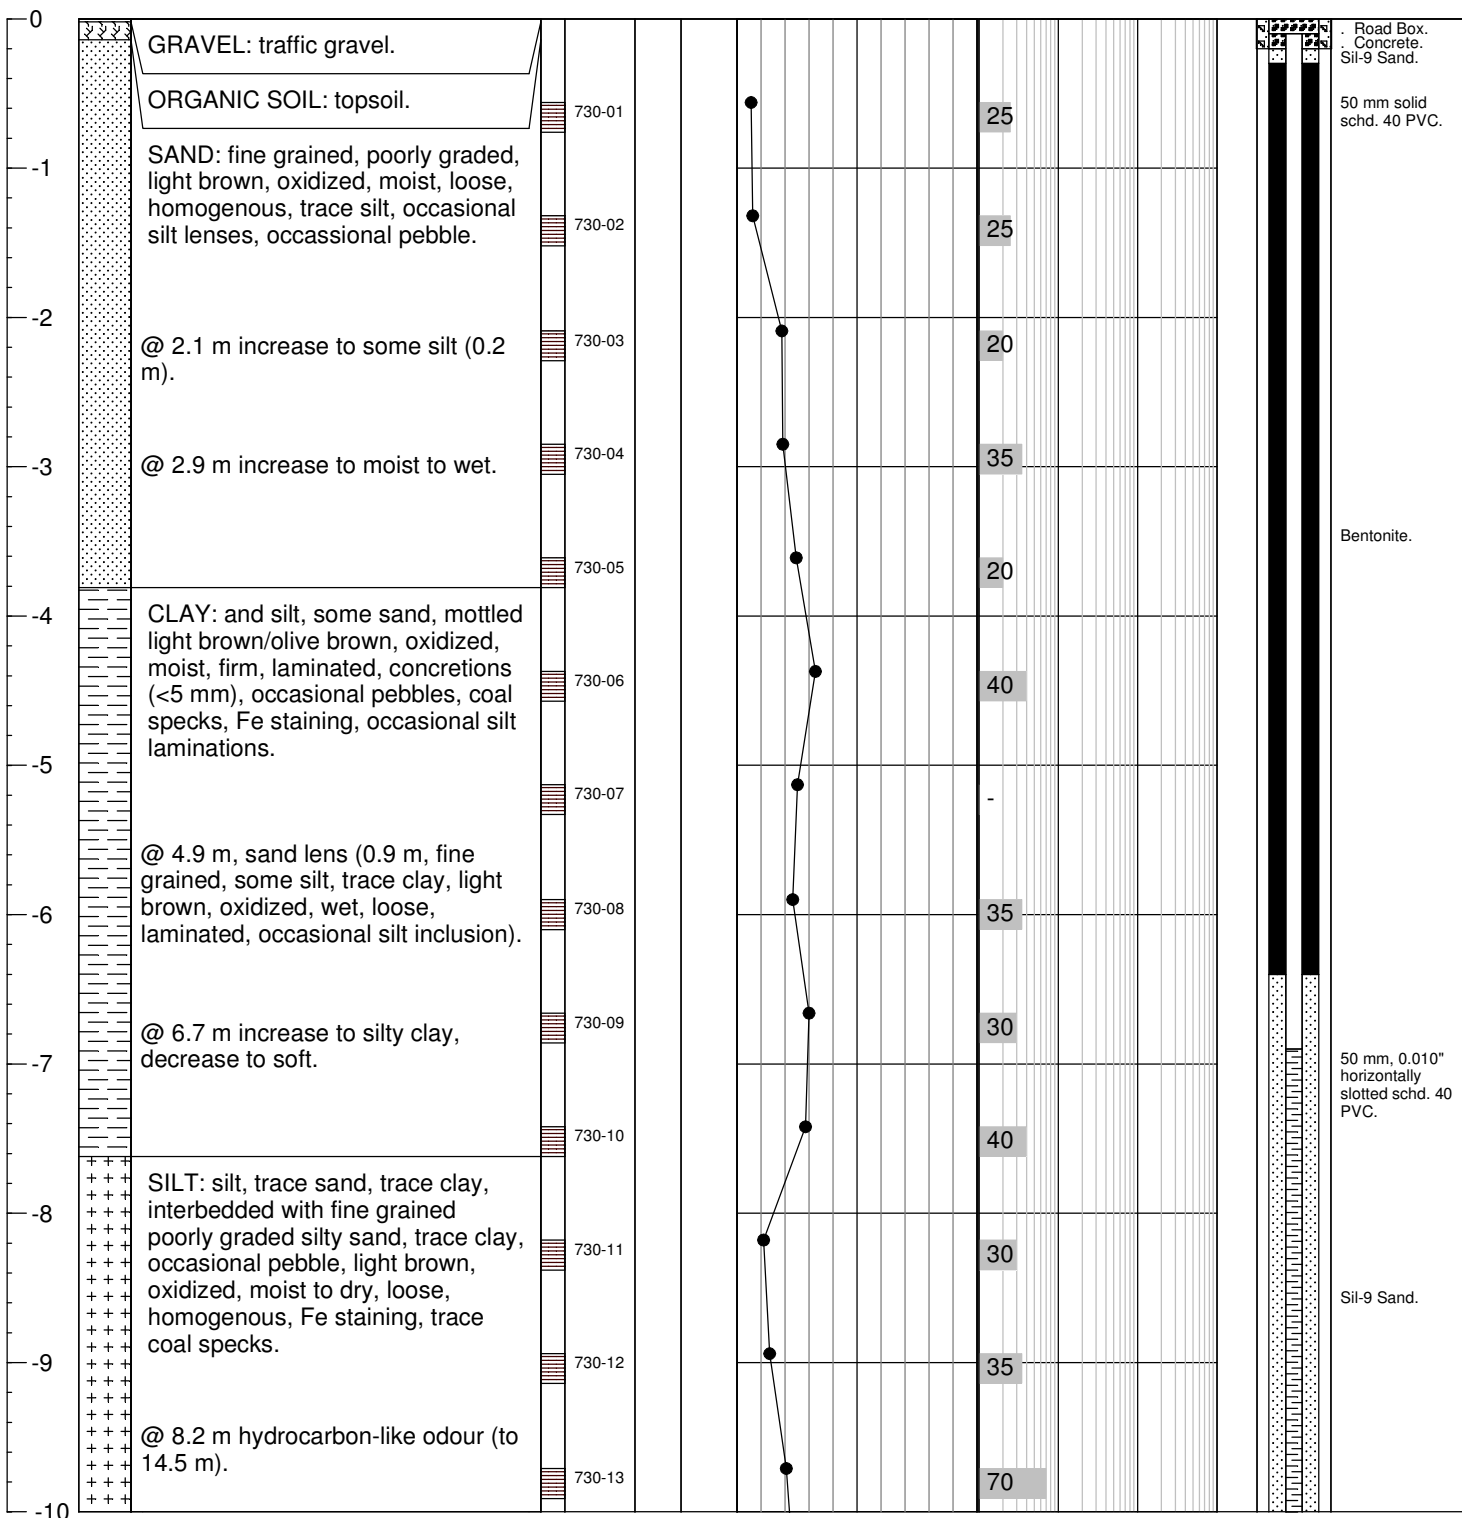 0
-1
-2
-3
-4
-5
-6
-7
-8
-9
-10
GRAVEL: traffic gravel.
ORGANIC SOIL: topsoil.
SAND: fine grained, poorly graded,
light brown, oxidized, moist, loose,
homogenous, trace silt, occasional
silt lenses, occassional pebble.
@ 2.1 m increase to some silt (0.2
m).
@ 2.9 m increase to moist to wet.
CLAY: and silt, some sand, mottled
light brown/olive brown, oxidized,
moist, firm, laminated, concretions
(<5 mm), occasional pebbles, coal
specks, Fe staining, occasional silt
laminations.
@ 4.9 m, sand lens (0.9 m, fine
grained, some silt, trace clay, light
brown, oxidized, wet, loose,
laminated, occasional silt inclusion).
@ 6.7 m increase to silty clay,
decrease to soft.
SILT: silt, trace sand, trace clay,
interbedded with fine grained
poorly graded silty sand, trace clay,
occasional pebble, light brown,
oxidized, moist to dry, loose,
homogenous, Fe staining, trace
coal specks.
@ 8.2 m hydrocarbon-like odour (to
14.5 m).
730-01
730-02
730-03
730-04
730-05
730-06
730-07
730-08
730-09
730-10
730-11
730-12
730-13
25
25
20
35
20
40
-
35
30
40
30
35
70
. Road Box.
. Concrete.
Sil-9 Sand.
50 mm solid
schd. 40 PVC.
Bentonite.
50 mm, 0.010"
horizontally
slotted schd. 40
PVC.
Sil-9 Sand.